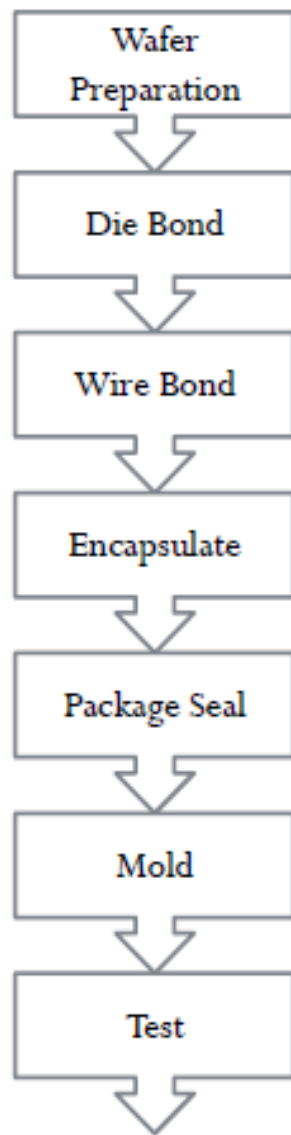 Wafer
Preparation
Die Bond
Wire Bond
Encapsulate
Package Seal
Mold
Test